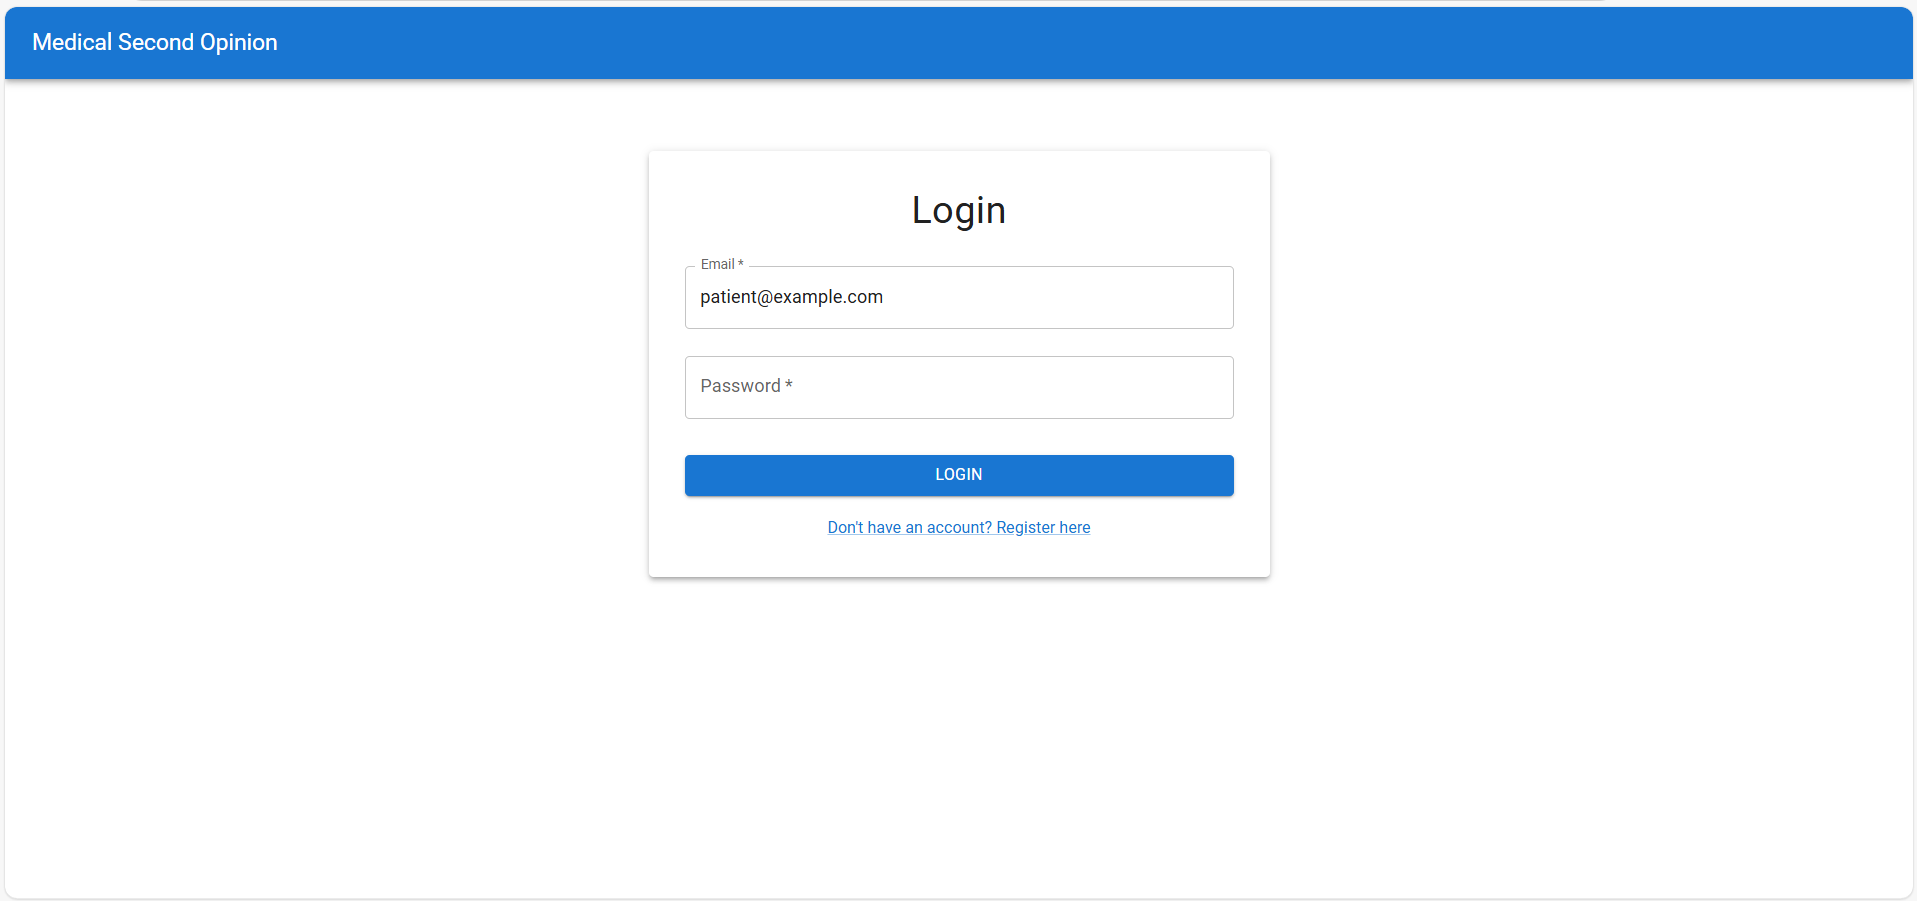 Medical Second Opinion
Login
Email *
patient@example.com
Password *
LOGIN
Don't have an account? Register here